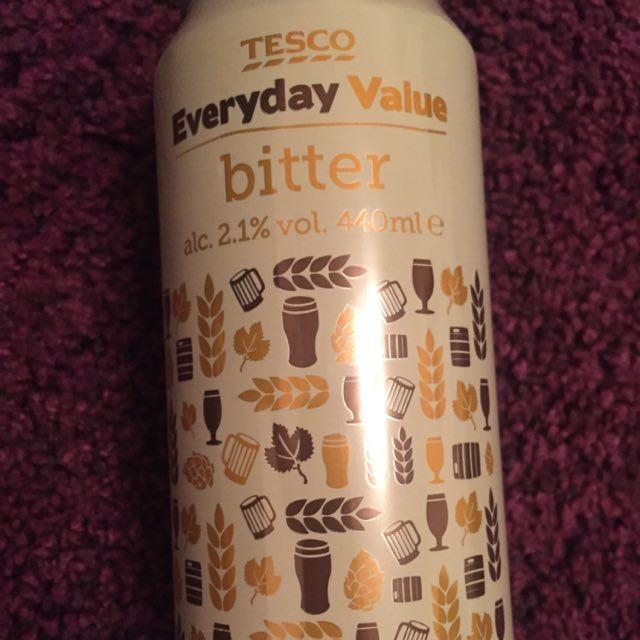 TESCO
Everyday Value
bitter
alc. 2.1% vol. 440ml e